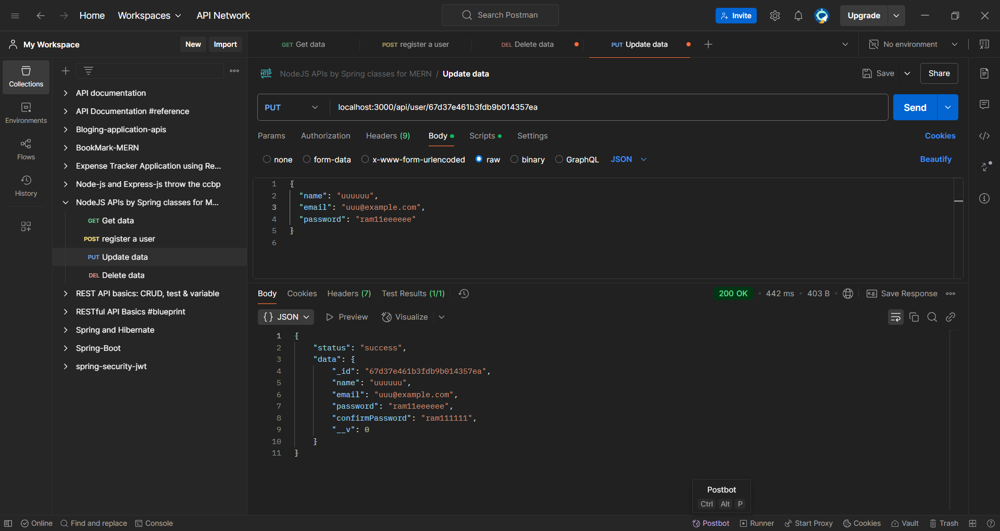 Home Workspaces API Network Search Postman Invite Upgrade
My Workspace New Import
GET Get data POST register a user DEL Delete data PUT Update data No environment
Collections
Environments
Flows
History
API documentation
API Documentation #reference
Bloging-application-apis
BookMark-MERN
Expense Tracker Application using Re...
Node-js and Express-js throw the ccbp
NodeJS APIs by Spring classes for M...
GET Get data
POST register a user
PUT Update data
DEL Delete data
REST API basics: CRUD, test & variable
RESTful API Basics #blueprint
Spring and Hibernate
Spring-Boot
spring-security-jwt
HTTP NodeJS APIs by Spring classes for MERN / Update data Save Share
PUT localhost:3000/api/user/67d37e461b3fdb9b014357ea Send
Params Authorization Headers (9) Body Scripts Settings Cookies
none form-data x-www-form-urlencoded raw binary GraphQL JSON Beautify
1 {
2 "name": "uuuuuu",
3 "email": "uuu@example.com",
4 "password": "ram11eeeeee"
5 }
6
Body Cookies Headers (7) Test Results (1/1) 200 OK • 442 ms • 403 B • e.g. Save Response
{} JSON Preview Visualize
1 {
2 "status": "success",
3 "data": {
4 "_id": "67d37e461b3fdb9b014357ea",
5 "name": "uuuuuu",
6 "email": "uuu@example.com",
7 "password": "ram11eeeeee",
8 "confirmPassword": "ram111111",
9 "__v": 0
10 }
11 }
Postbot
Ctrl Alt P
Online Find and replace Console Postbot Runner Start Proxy Cookies Vault Trash